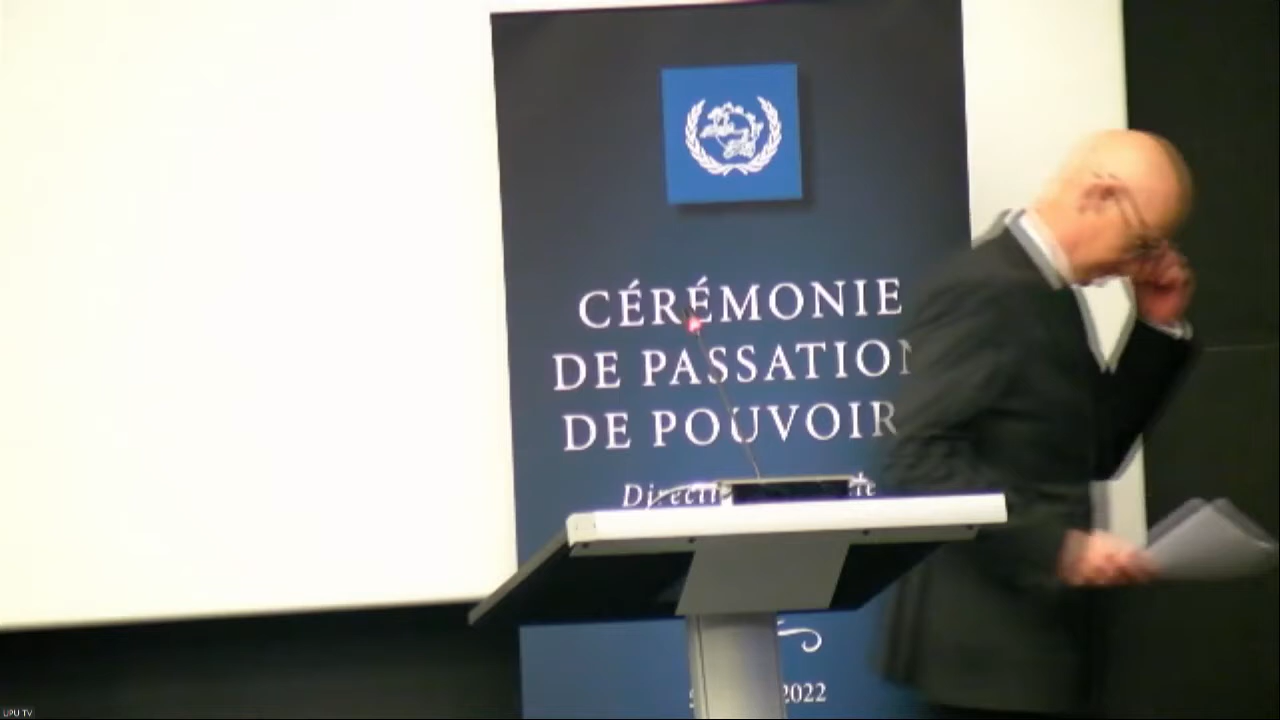 CÉRÉMONIE
DE PASSATION
DE POUVOIR
2022
UPU TV